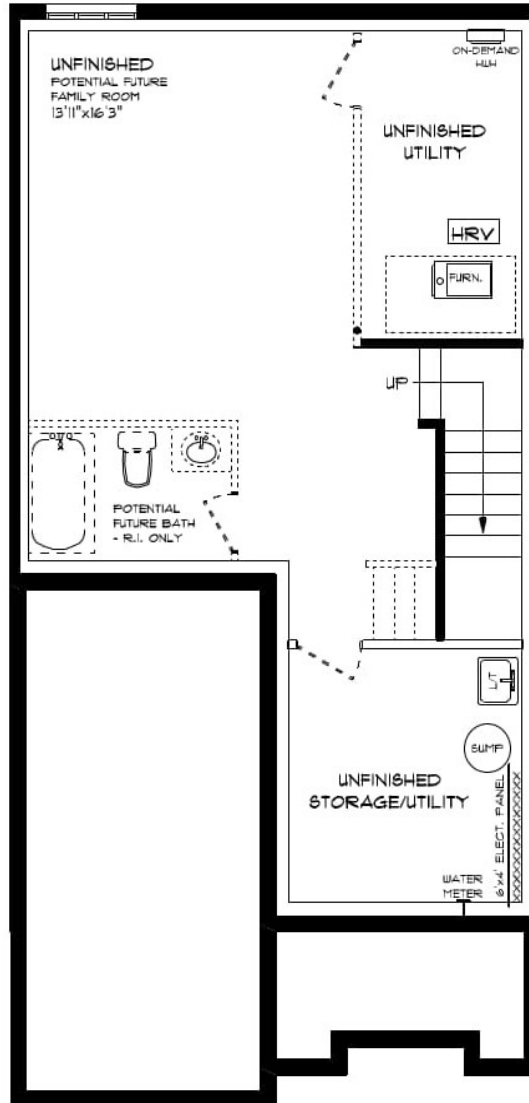 UNFINISHED
POTENTIAL FUTURE
FAMILY ROOM
13'11"x16'3"
ON-DEMAND
HWH
UNFINISHED
UTILITY
HRV
FURN.
UP
POTENTIAL
FUTURE BATH
- R.I. ONLY
L/T
SUMP
UNFINISHED
STORAGE/UTILITY
6'x4' ELECT. PANEL
WATER
METER